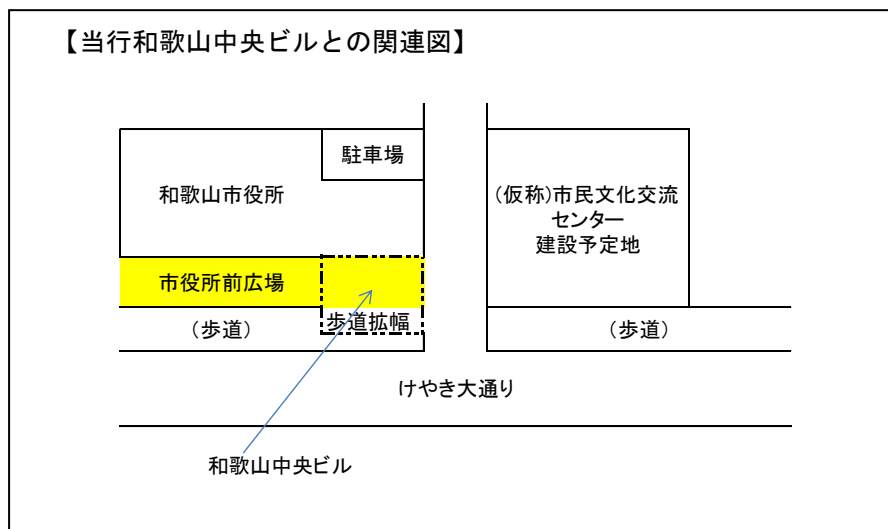 【当行和歌山中央ビルとの関連図】
駐車場
和歌山市役所
(仮称)市民文化交流
センター
建設予定地
市役所前広場
(歩道)
歩道拡幅
(歩道)
けやき大通り
和歌山中央ビル